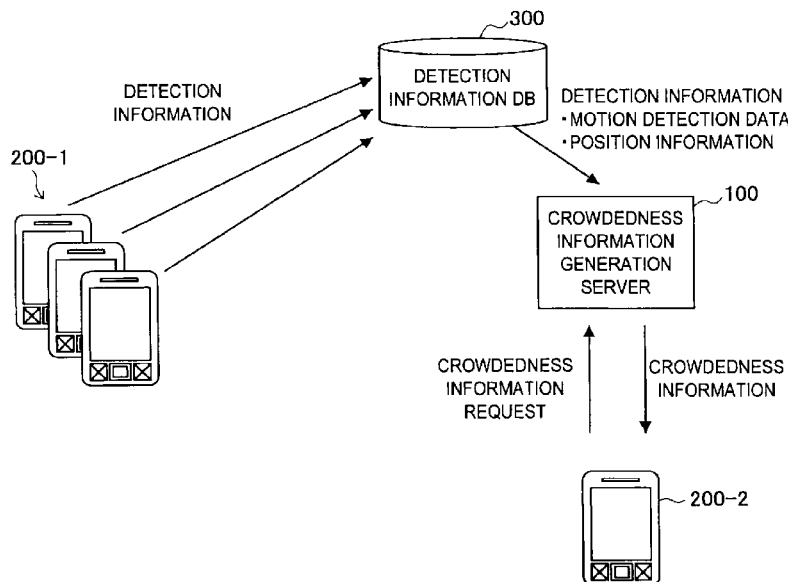 300
DETECTION
INFORMATION
DETECTION
INFORMATION DB
DETECTION INFORMATION
・MOTION DETECTION DATA
・POSITION INFORMATION
200-1
100
CROWDEDNESS
INFORMATION
GENERATION
SERVER
CROWDEDNESS
INFORMATION
REQUEST
CROWDEDNESS
INFORMATION
200-2